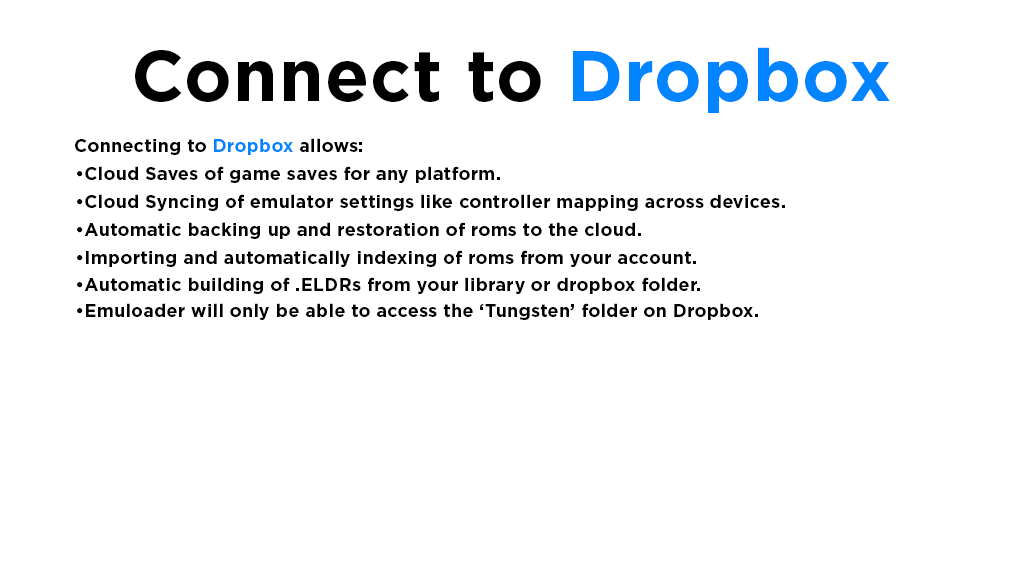 Connect to Dropbox
Connecting to Dropbox allows:
•Cloud Saves of game saves for any platform.
•Cloud Syncing of emulator settings like controller mapping across devices.
•Automatic backing up and restoration of roms to the cloud.
•Importing and automatically indexing of roms from your account.
•Automatic building of .ELDRs from your library or dropbox folder.
•Emuloader will only be able to access the ‘Tungsten’ folder on Dropbox.